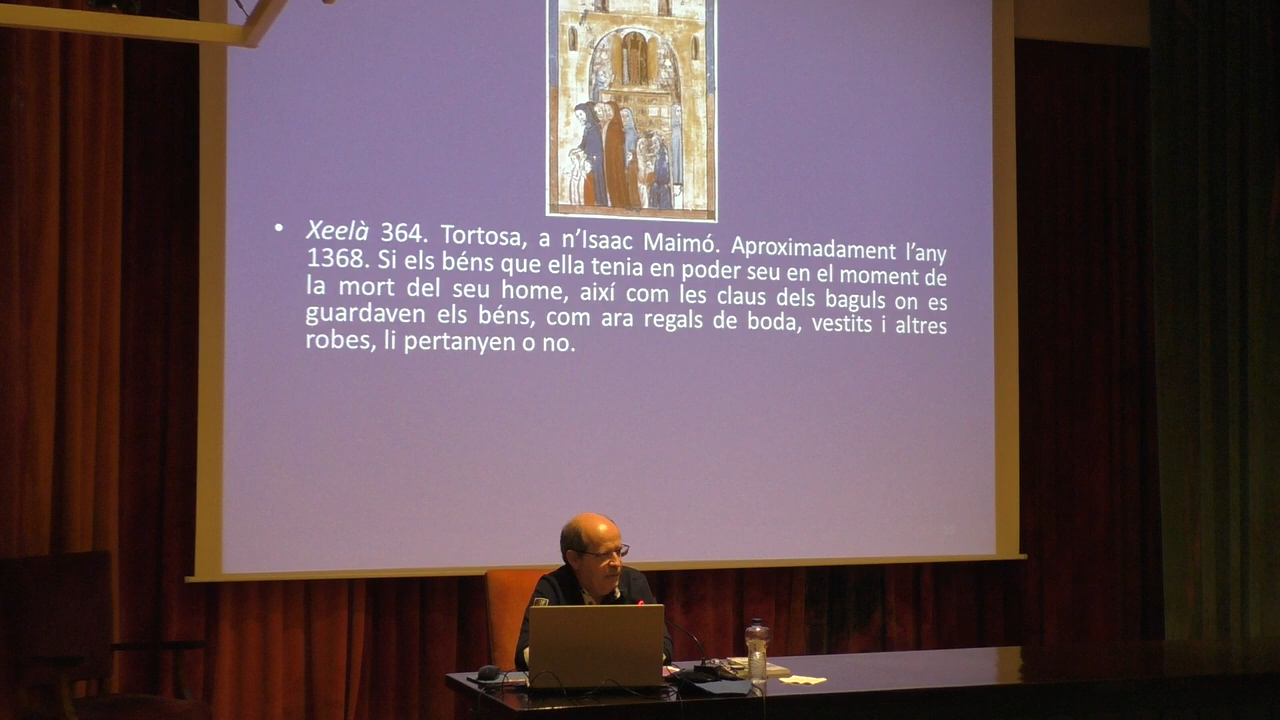 • Xeelà 364. Tortosa, a n’Isaac Maimó. Aproximadament l’any
1368. Si els béns que ella tenia en poder seu en el moment de
la mort del seu home, així com les claus dels baguls on es
guardaven els béns, com ara regals de boda, vestits i altres
robes, li pertanyen o no.